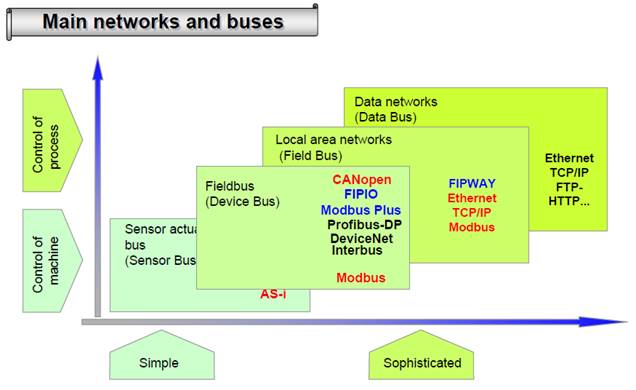 Main networks and buses
Control of
process
Control of
machine
Data networks
(Data Bus)
Ethernet
TCP/IP
FTP-
HTTP...
Local area networks
(Field Bus)
FIPWAY
Ethernet
TCP/IP
Modbus
Fieldbus
(Device Bus)
CANopen
FIPIO
Modbus Plus
Profibus-DP
DeviceNet
Interbus
Modbus
Sensor actua
bus
(Sensor Bus
AS-i
Simple
Sophisticated